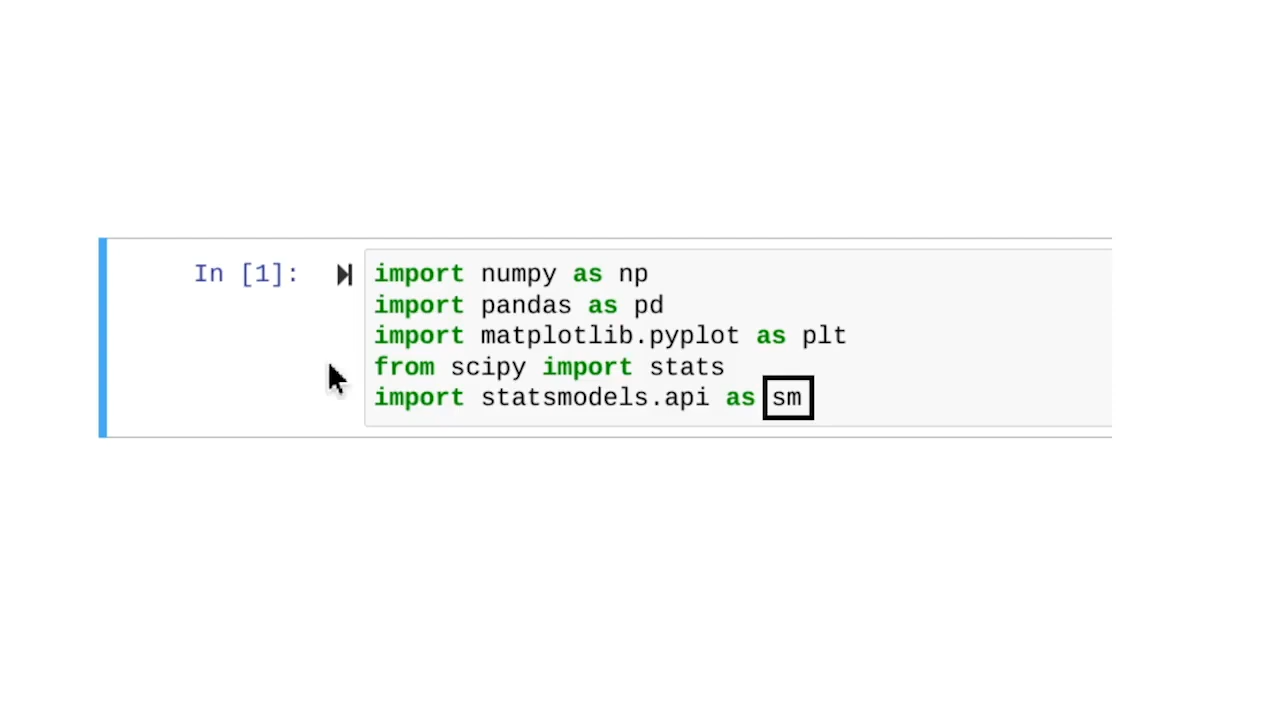 In [1]:
import numpy as np
import pandas as pd
import matplotlib.pyplot as plt
from scipy import stats
import statsmodels.api as sm